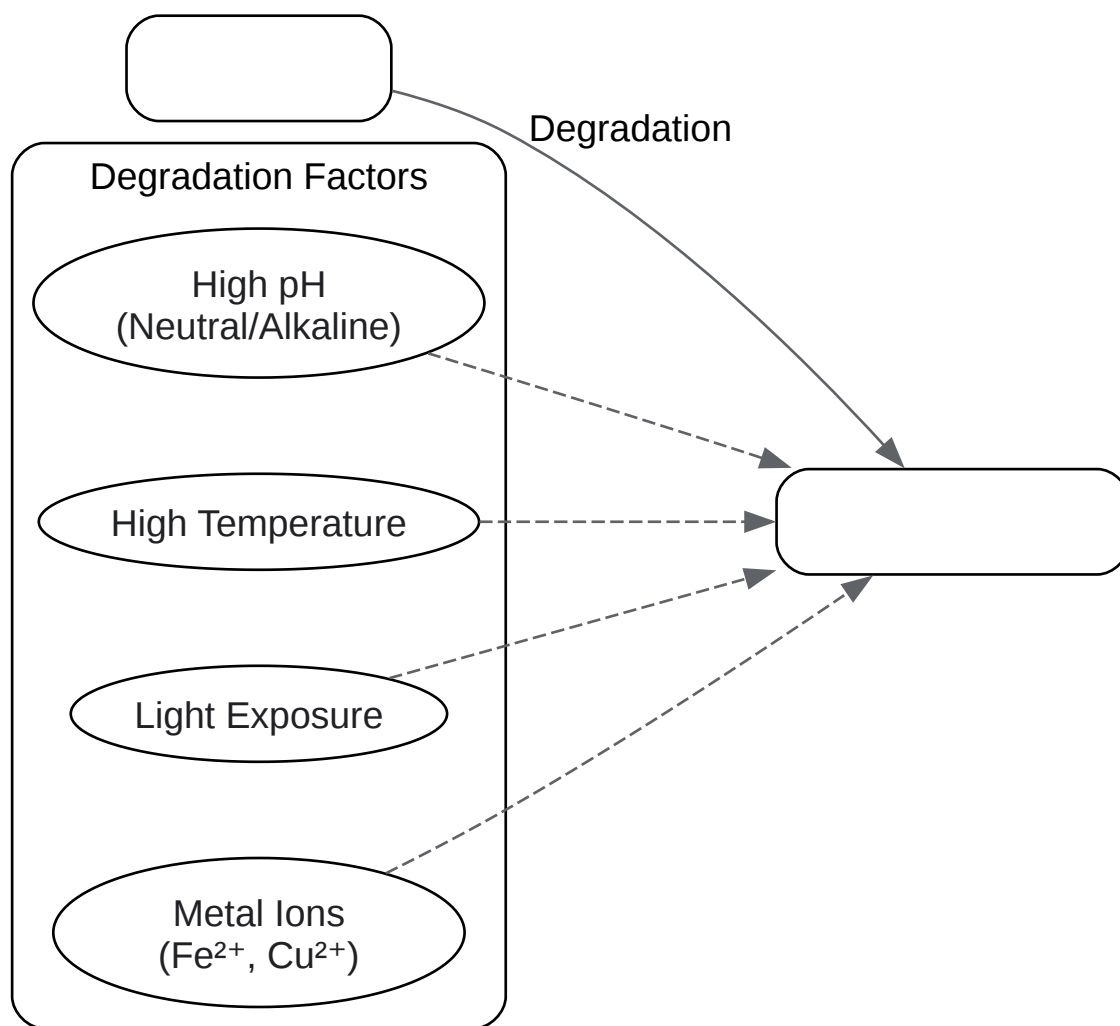 Degradation
Degradation Factors
High pH
(Neutral/Alkaline)
High Temperature
Light Exposure
Metal Ions
(Fe²⁺, Cu²⁺)